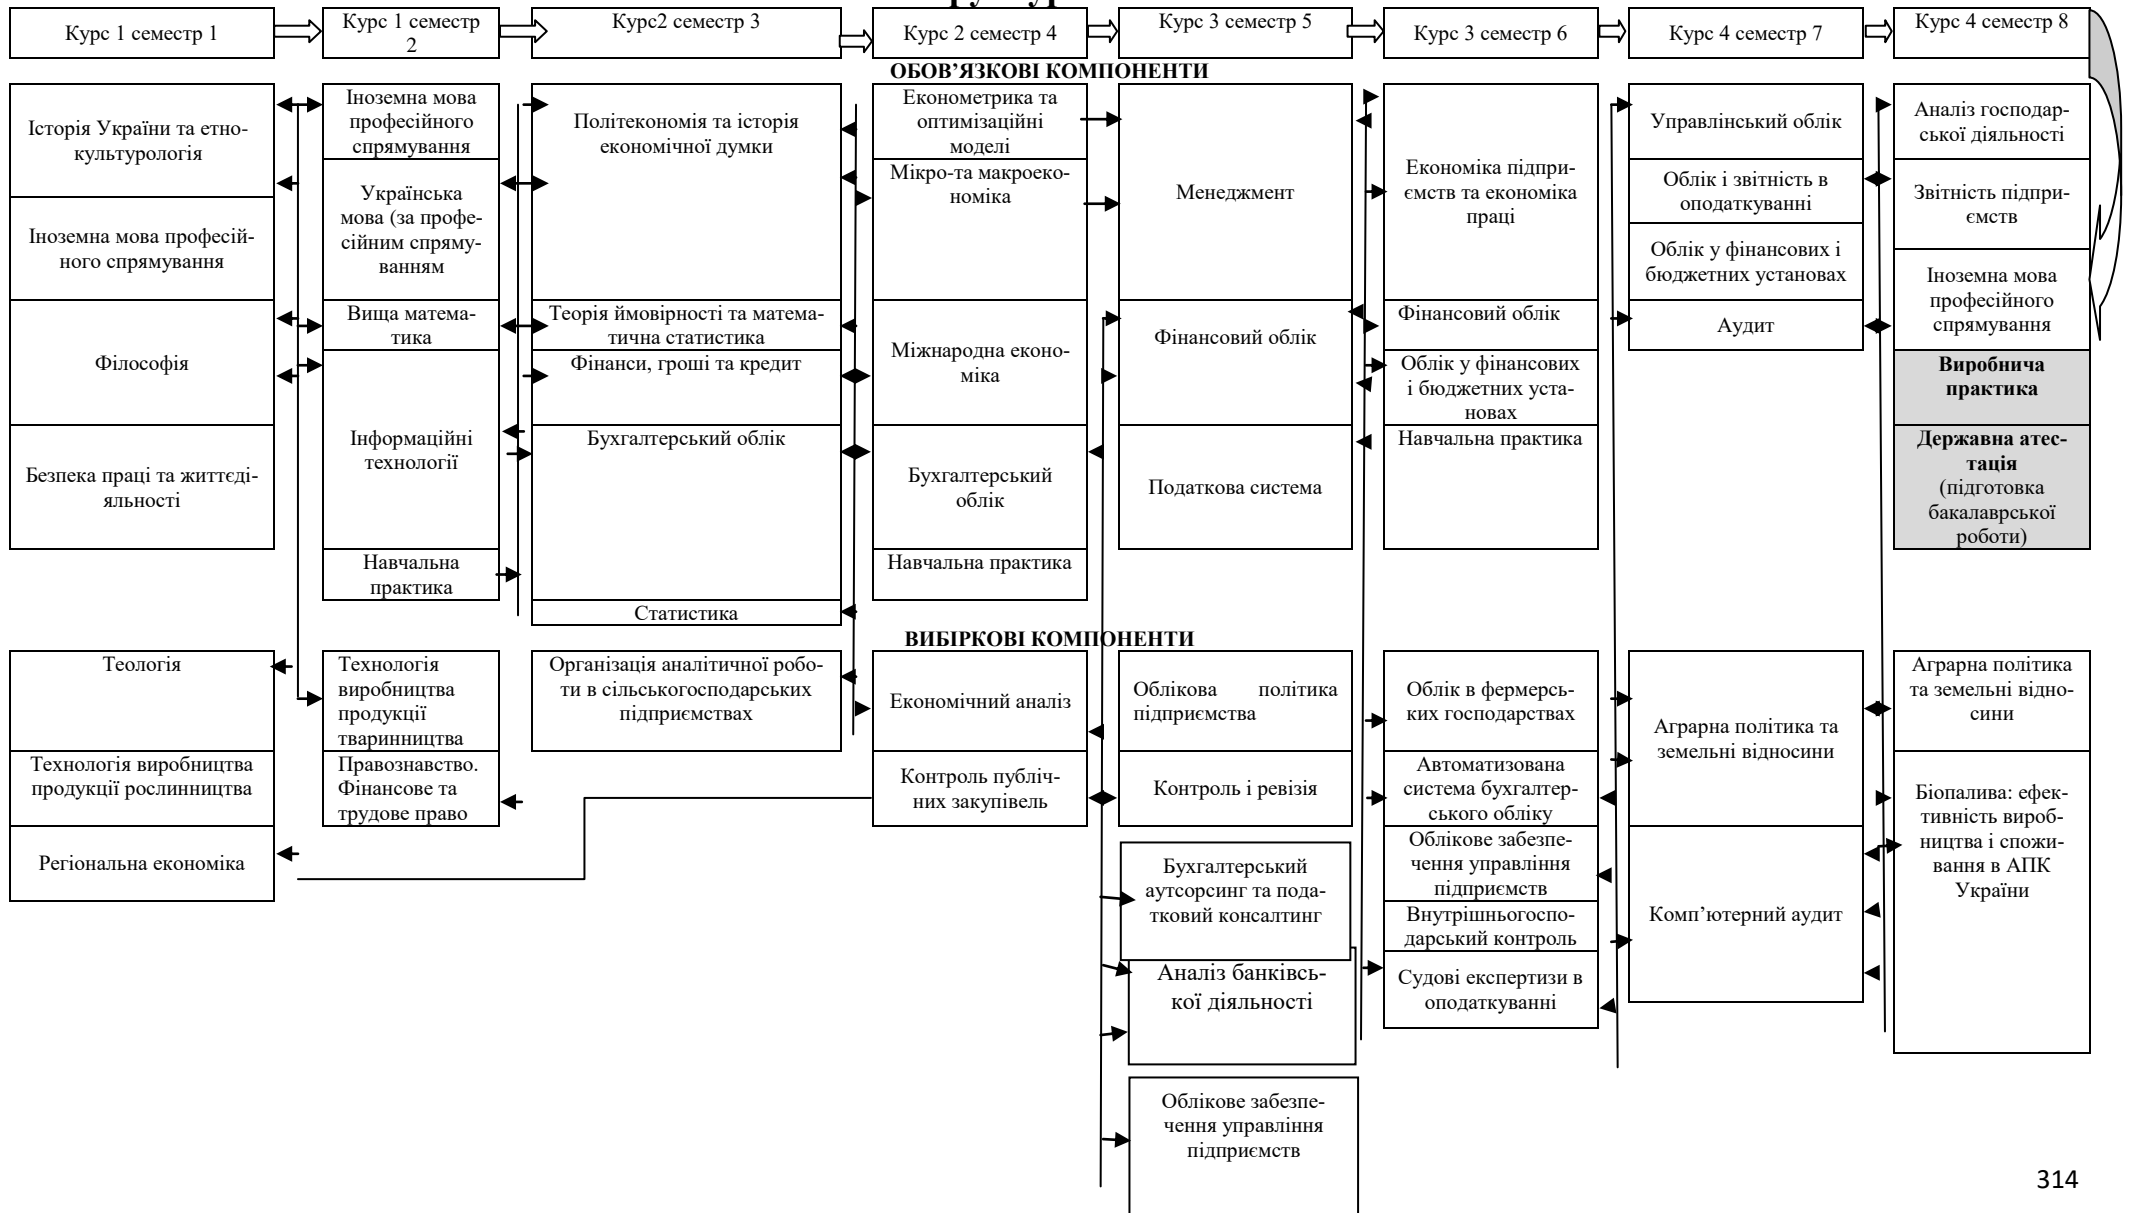 Курс 1 семестр 1
Курс 1 семестр
2
Курс2 семестр 3
Курс 2 семестр 4
Курс 3 семестр 5
Курс 3 семестр 6
Курс 4 семестр 7
Курс 4 семестр 8
ОБОВ’ЯЗКОВІ КОМПОНЕНТИ
Історія України та етно-
культурологія
Іноземна мова професій-
ного спрямування
Філософія
Безпека праці та життєді-
яльності
Іноземна мова
професійного
спрямування
Українська
мова (за профе-
сійним спряму-
ванням
Вища матема-
тика
Інформаційні
технології
Навчальна
практика
Політекономія та історія
економічної думки
Теорія ймовірності та матема-
тична статистика
Фінанси, гроші та кредит
Бухгалтерський облік
Статистика
Економетрика та
оптимізаційні
моделі
Мікро-та макроеко-
номіка
Міжнародна еконо-
міка
Бухгалтерський
облік
Навчальна практика
Менеджмент
Фінансовий облік
Податкова система
Економіка підпри-
ємств та економіка
праці
Фінансовий облік
Облік у фінансових
і бюджетних уста-
новах
Навчальна практика
Управлінський облік
Облік і звітність в
оподаткуванні
Облік у фінансових і
бюджетних установах
Аудит
Аналіз господар-
ської діяльності
Звітність підпри-
ємств
Іноземна мова
професійного
спрямування
Виробнича
практика
Державна атес-
тація
(підготовка
бакалаврської
роботи)
ВИБІРКОВІ КОМПОНЕНТИ
Теологія
Технологія виробництва
продукції рослинництва
Регіональна економіка
Технологія
виробництва
продукції
тваринництва
Правознавство.
Фінансове та
трудове право
Організація аналітичної робо-
ти в сільськогосподарських
підприємствах
Економічний аналіз
Контроль публіч-
них закупівель
Облікова політика
підприємства
Контроль і ревізія
Бухгалтерський
аутсорсинг та пода-
тковий консалтинг
Аналіз банківсь-
кої діяльності
Облікове забезпе-
чення управління
підприємств
Облік в фермерсь-
ких господарствах
Автоматизована
система бухгалтер-
ського обліку
Облікове забезпе-
чення управління
підприємств
Внутрішньогоспо-
дарський контроль
Судові експертизи в
оподаткуванні
Аграрна політика та
земельні відносини
Комп’ютерний аудит
Аграрна політика
та земельні відно-
сини
Біопалива: ефек-
тивність вироб-
ництва і спожи-
вання в АПК
України
314